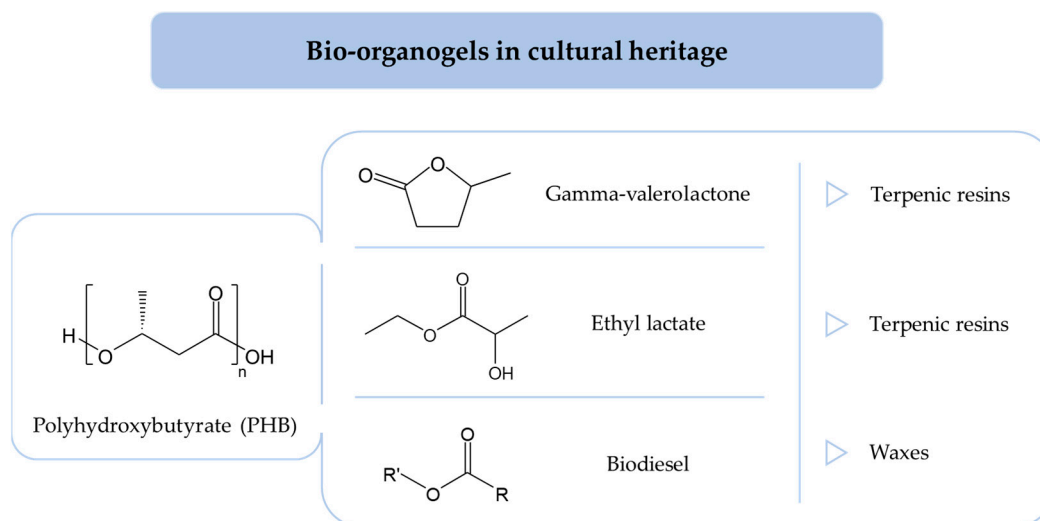 Bio-organogels in cultural heritage
O
O
Gamma-valerolactone
Terpenic resins
H
O
O
OH
n
Polyhydroxybutyrate (PHB)
O
O
OH
Ethyl lactate
Terpenic resins
O
R'
O
R
Biodiesel
Waxes